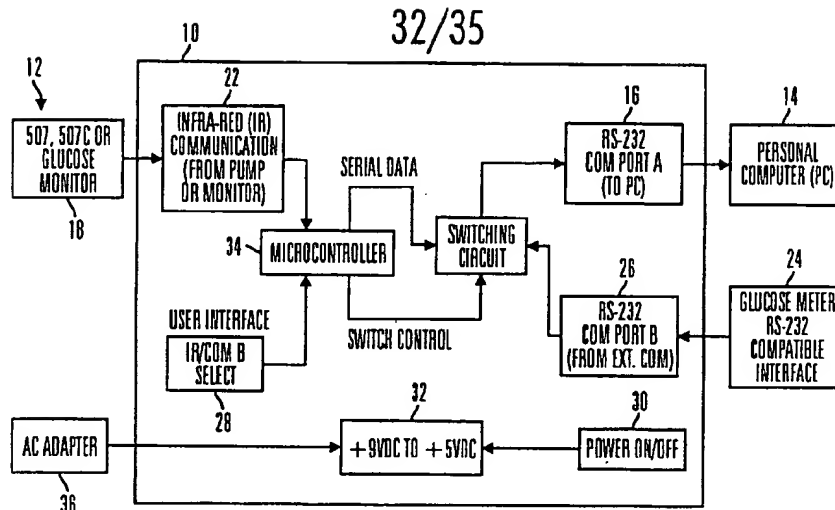 32/35
10
12
507, 507C OR
GLUCOSE
MONITOR
18
22
INFRA-RED (IR)
COMMUNICATION
(FROM PUMP
OR MONITOR)
SERIAL DATA
34
MICROCONTROLLER
SWITCHING
CIRCUIT
16
RS-232
COM PORT A
(TO PC)
14
PERSONAL
COMPUTER (PC)
USER INTERFACE
IR/COM B
SELECT
28
SWITCH CONTROL
26
RS-232
COM PORT B
(FROM EXT. COM)
24
GLUCOSE METER
RS-232
COMPATIBLE
INTERFACE
AC ADAPTER
36
32
+9VDC TO +5VDC
30
POWER ON/OFF